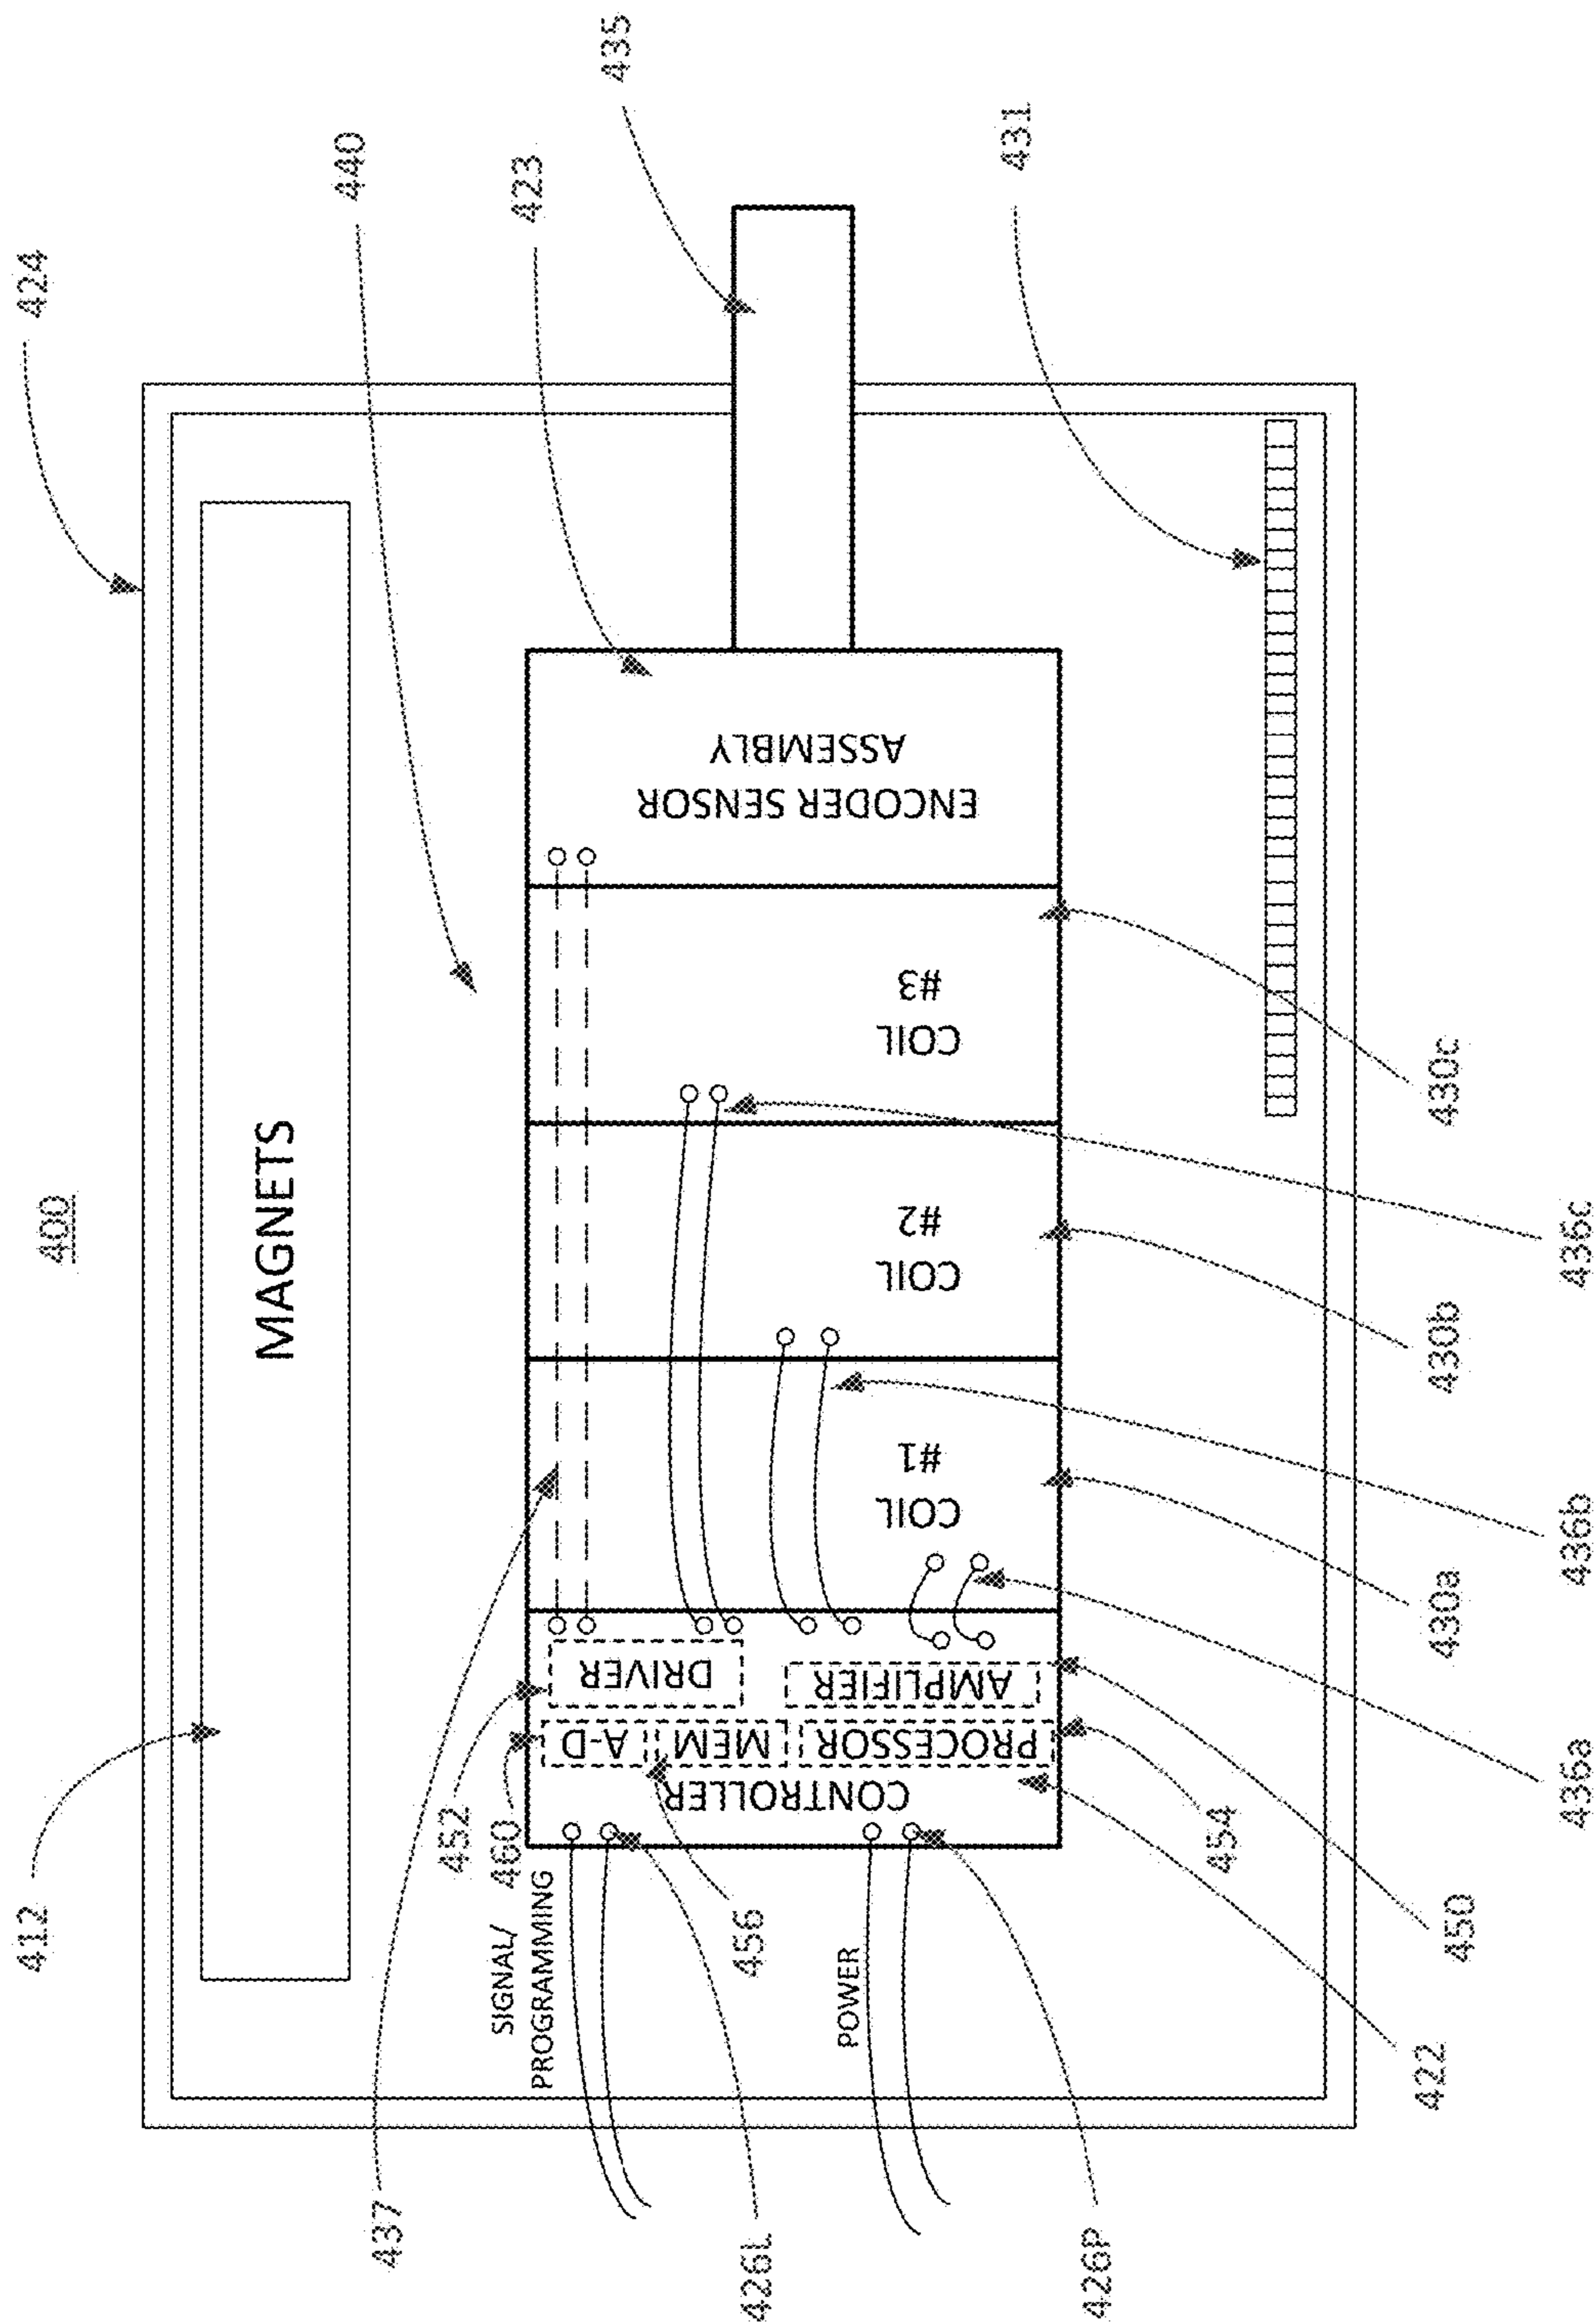 400
424
412
440
435
423
431
MAGNETS
437
452
460
456
SIGNAL/
PROGRAMMING
POWER
426L
426P
CONTROLLER
A-D
MEM
PROCESSOR
DRIVER
AMPLIFIER
COIL
#1
COIL
#2
COIL
#3
ENCODER SENSOR
ASSEMBLY
422
450
454
436a
430a
436b
430b
436c
430c